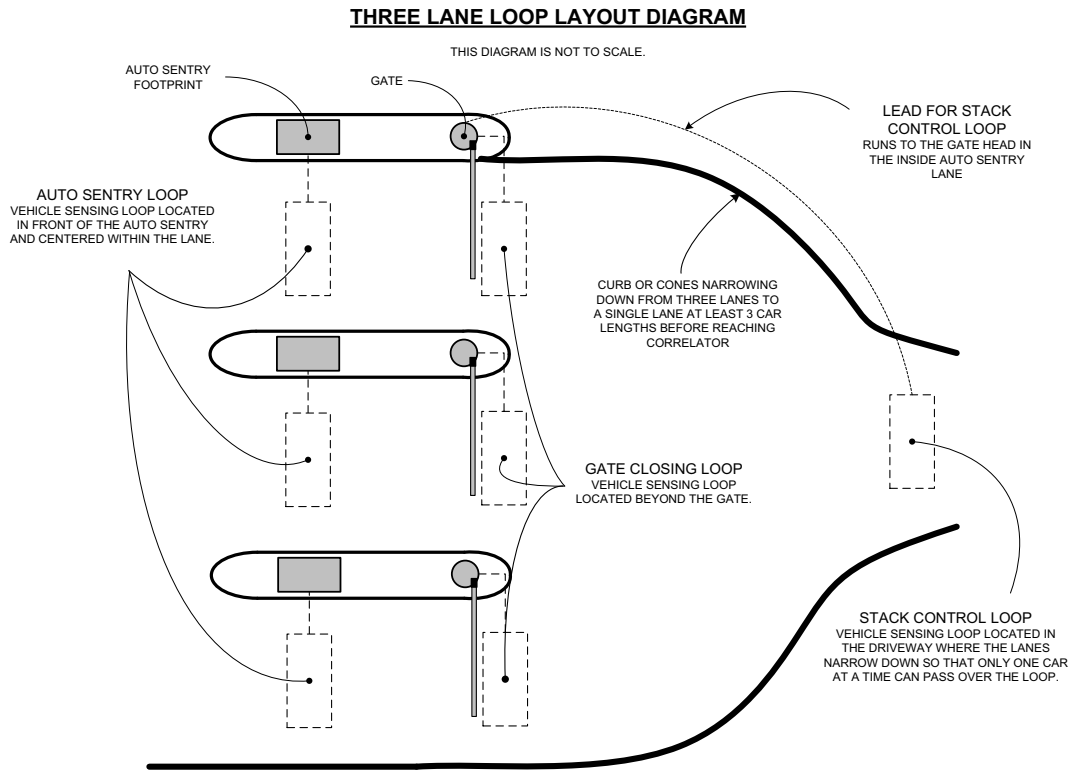 THREE LANE LOOP LAYOUT DIAGRAM
THIS DIAGRAM IS NOT TO SCALE.
AUTO SENTRY
FOOTPRINT
GATE
LEAD FOR STACK
CONTROL LOOP
RUNS TO THE GATE HEAD IN
THE INSIDE AUTO SENTRY
LANE
AUTO SENTRY LOOP
VEHICLE SENSING LOOP LOCATED
IN FRONT OF THE AUTO SENTRY
AND CENTERED WITHIN THE LANE.
CURB OR CONES NARROWING
DOWN FROM THREE LANES TO
A SINGLE LANE AT LEAST 3 CAR
LENGTHS BEFORE REACHING
CORRELATOR
GATE CLOSING LOOP
VEHICLE SENSING LOOP
LOCATED BEYOND THE GATE.
STACK CONTROL LOOP
VEHICLE SENSING LOOP LOCATED IN
THE DRIVEWAY WHERE THE LANES
NARROW DOWN SO THAT ONLY ONE CAR
AT A TIME CAN PASS OVER THE LOOP.